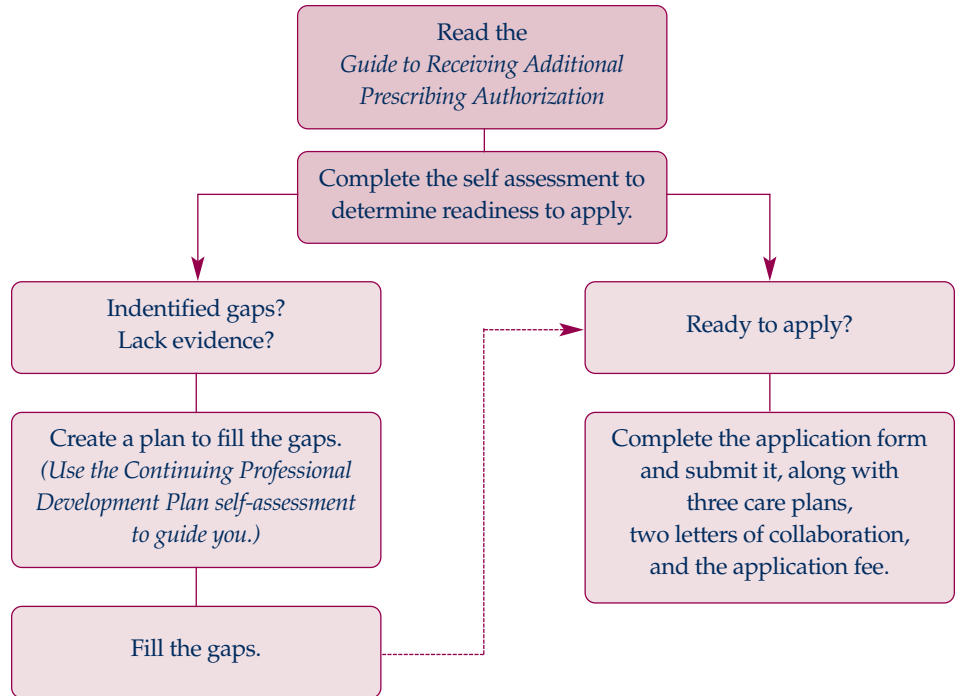 Read the
Guide to Receiving Additional
Prescribing Authorization
Complete the self assessment to
determine readiness to apply.
Indentified gaps?
Lack evidence?
Create a plan to fill the gaps.
(Use the Continuing Professional
Development Plan self-assessment
to guide you.)
Fill the gaps.
Ready to apply?
Complete the application form
and submit it, along with
three care plans,
two letters of collaboration,
and the application fee.